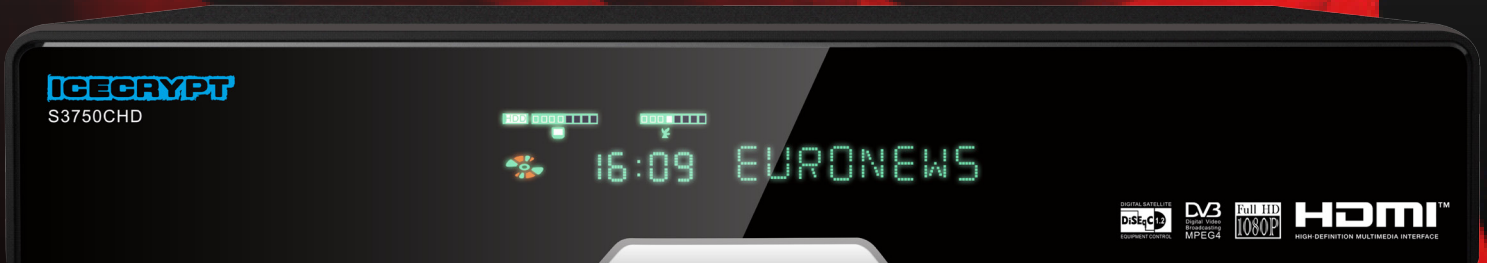 ICECRYPT
S3750CHD
HDD
16:09 EURONEWS
DIGITAL SATELLITE
DiSEqC 1.2
EQUIPMENT CONTROL
DVB
Digital Video
Broadcasting
MPEG4
Full HD
1080P
HDMI™
HIGH-DEFINITION MULTIMEDIA INTERFACE